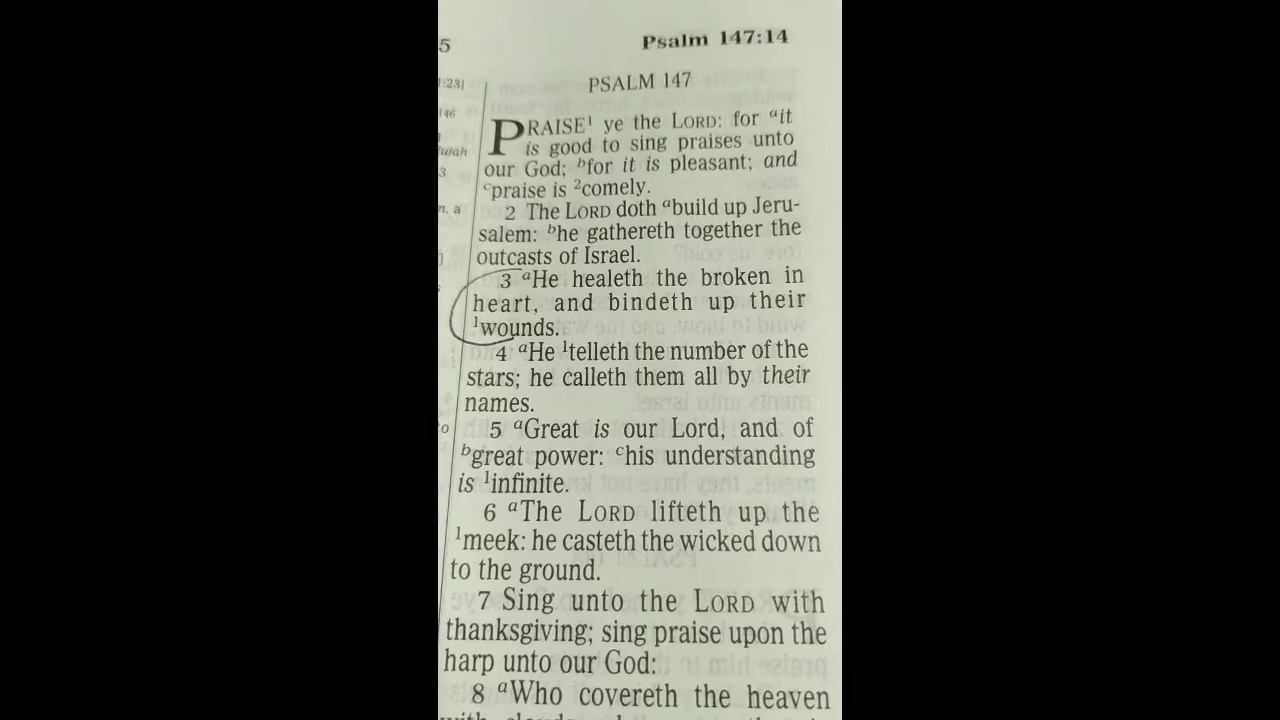 5
Psalm 147:14
1:23]
146
3
n, a
PSALM 147
PRAISE¹ ye the LORD: for ᵃit
is good to sing praises unto
our God; ᵇfor it is pleasant; and
ᶜpraise is ²comely.
2 The LORD doth ᵃbuild up Jeru-
salem: ᵇhe gathereth together the
outcasts of Israel.
3 ᵃHe healeth the broken in
heart, and bindeth up their
¹wounds.
4 ᵃHe ¹telleth the number of the
stars; he calleth them all by their
names.
5 ᵃGreat is our Lord, and of
ᵇgreat power: ᶜhis understanding
is ¹infinite.
6 ᵃThe LORD lifteth up the
¹meek: he casteth the wicked down
to the ground.
7 Sing unto the LORD with
thanksgiving; sing praise upon the
harp unto our God:
8 ᵃWho covereth the heaven